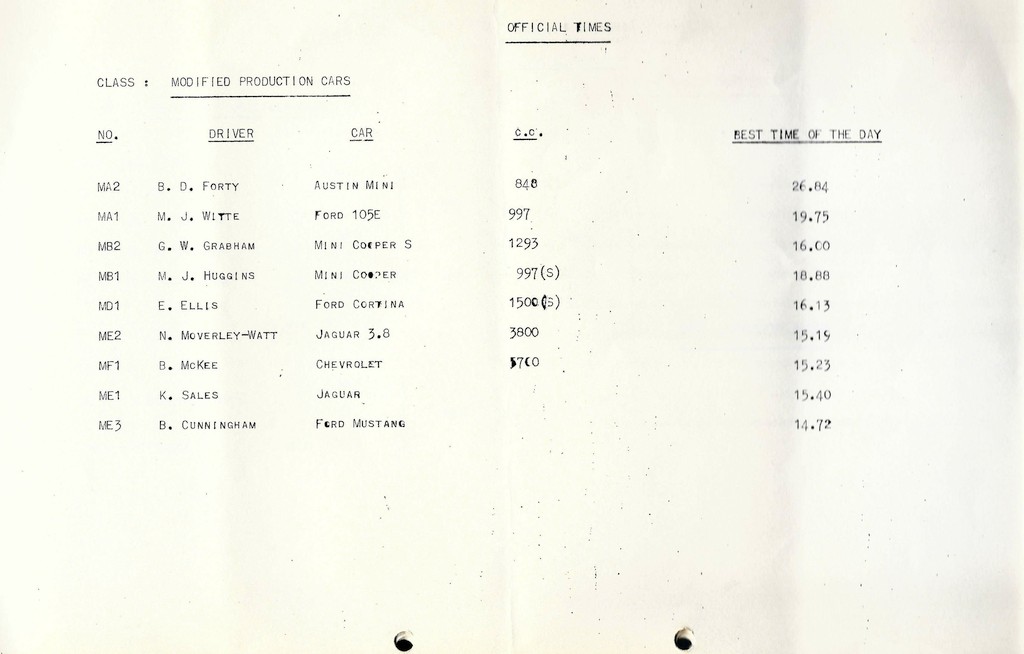 OFFICIAL TIMES
CLASS : MODIFIED PRODUCTION CARS
NO. DRIVER CAR C.C. BEST TIME OF THE DAY
MA2 B. D. FORTY AUSTIN MINI 848 26.84
MA1 M. J. WITTE FORD 105E 997 19.75
MB2 G. W. GRABHAM MINI COOPER S 1293 16.00
MB1 M. J. HUGGINS MINI COOPER 997(S) 18.88
MD1 E. ELLIS FORD CORTINA 1500(S) 16.13
ME2 N. MOVERLEY-WATT JAGUAR 3.8 3800 15.19
MF1 B. MCKEE CHEVROLET 15.23
ME1 K. SALES JAGUAR 15.40
ME3 B. CUNNINGHAM FORD MUSTANG 14.72